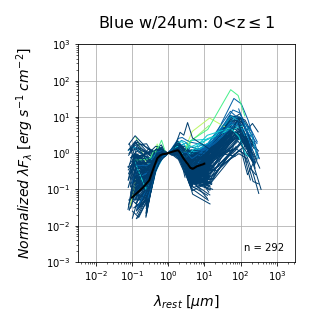 Blue w/24um: 0<z≤1
Normalized λF_λ [erg s⁻¹ cm⁻²]
10³
10²
10¹
10⁰
10⁻¹
10⁻²
10⁻³
n = 292
10⁻² 10⁻¹ 10⁰ 10¹ 10² 10³
λ_rest [μm]